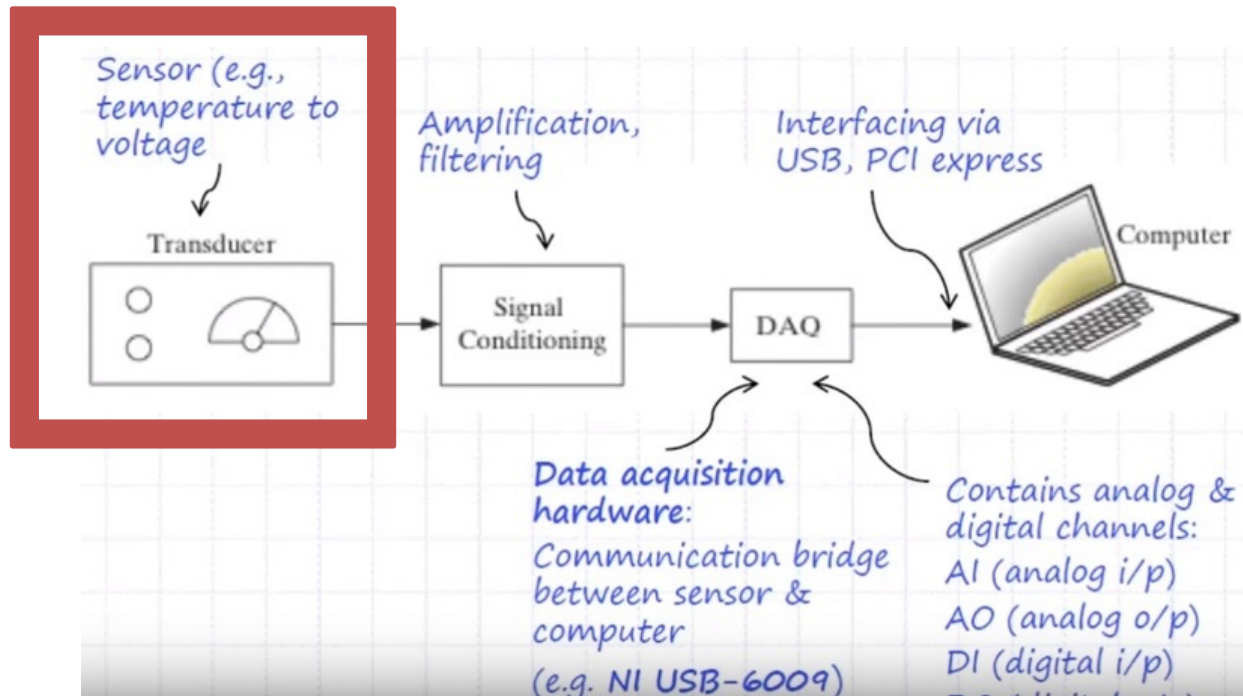 Sensor (e.g.,
temperature to
voltage
Amplification,
filtering
Interfacing via
USB, PCI express
Transducer
Signal
Conditioning
DAQ
Computer
Data acquisition
hardware:
Communication bridge
between sensor &
computer
(e.g. NI USB-6009)
Contains analog &
digital channels:
AI (analog i/p)
AO (analog o/p)
DI (digital i/p)